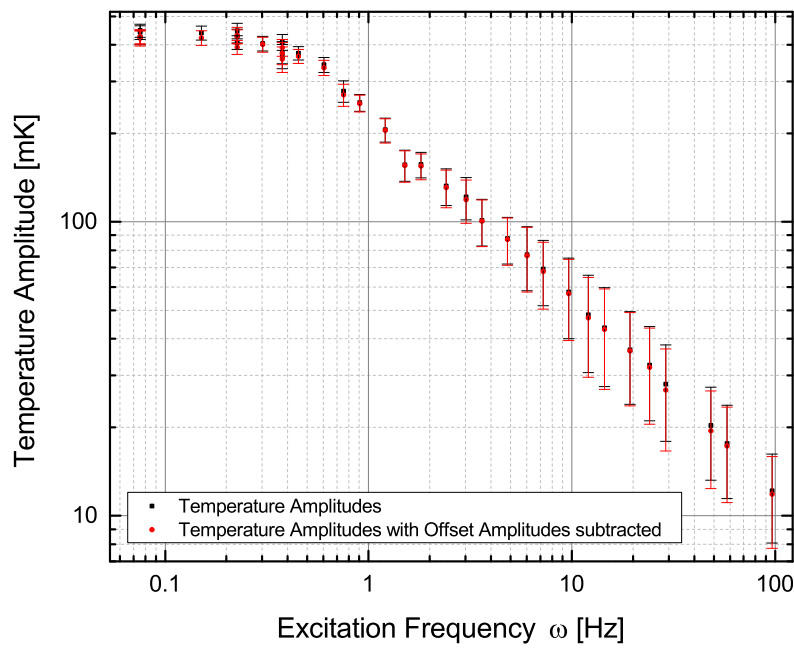 Temperature Amplitude [mK]
100
10
Temperature Amplitudes
Temperature Amplitudes with Offset Amplitudes subtracted
0.1
1
10
100
Excitation Frequency ω [Hz]